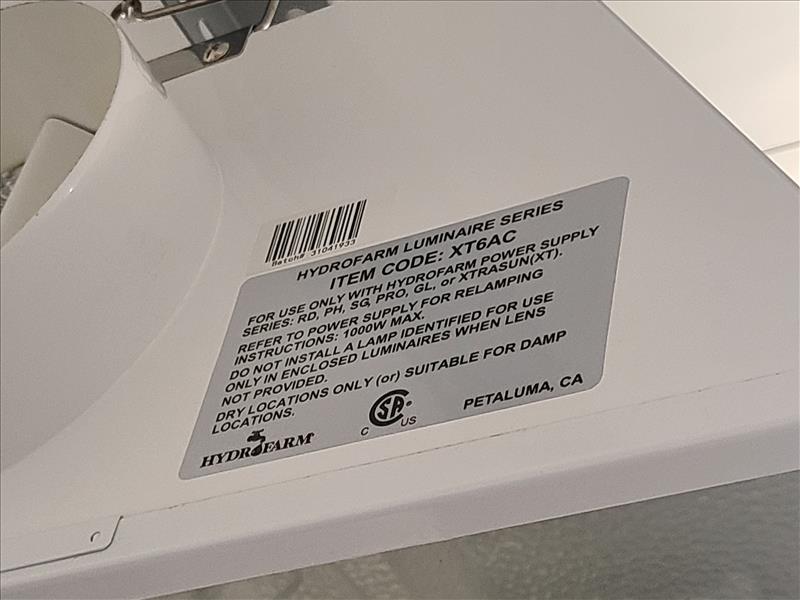 Batch# 31041933
HYDROFARM LUMINAIRE SERIES
ITEM CODE: XT6AC
FOR USE ONLY WITH HYDROFARM POWER SUPPLY
SERIES: RD, PH, SG, PRO, GL, or XTRASUN(XT).
REFER TO POWER SUPPLY FOR RELAMPING
INSTRUCTIONS: 1000W MAX.
DO NOT INSTALL A LAMP IDENTIFIED FOR USE
ONLY IN ENCLOSED LUMINAIRES WHEN LENS
NOT PROVIDED.
DRY LOCATIONS ONLY (or) SUITABLE FOR DAMP
LOCATIONS.
HYDROFARM®
C SA® US
PETALUMA, CA